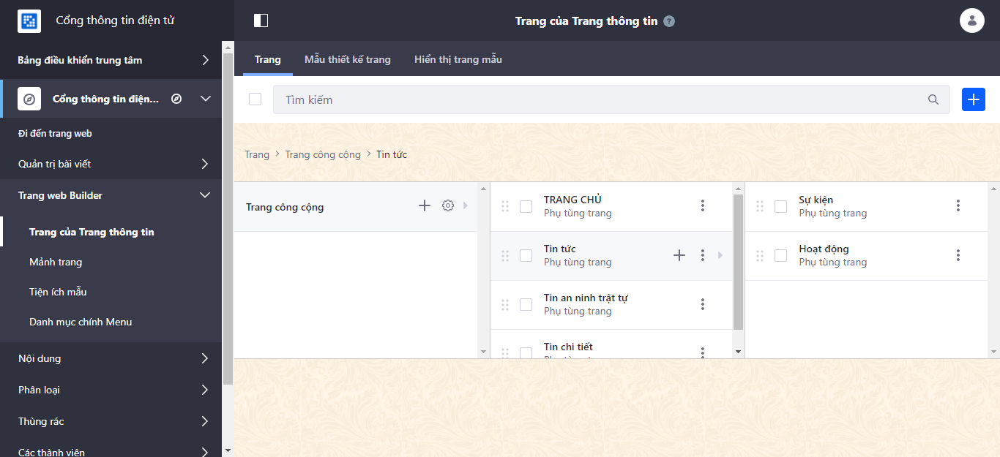 Cổng thông tin điện tử
Trang của Trang thông tin ?
Bảng điều khiển trung tâm
Cổng thông tin điện...
Đi đến trang web
Quản trị bài viết
Trang web Builder
Trang của Trang thông tin
Mảnh trang
Tiện ích mẫu
Danh mục chính Menu
Nội dung
Phân loại
Thùng rác
Các thành viên
Trang
Mẫu thiết kế trang
Hiển thị trang mẫu
Tìm kiếm
Trang > Trang công cộng > Tin tức
Trang công cộng
TRANG CHỦ
Phụ tùng trang
Tin tức
Phụ tùng trang
Tin an ninh trật tự
Phụ tùng trang
Tin chi tiết
Sự kiện
Phụ tùng trang
Hoạt động
Phụ tùng trang